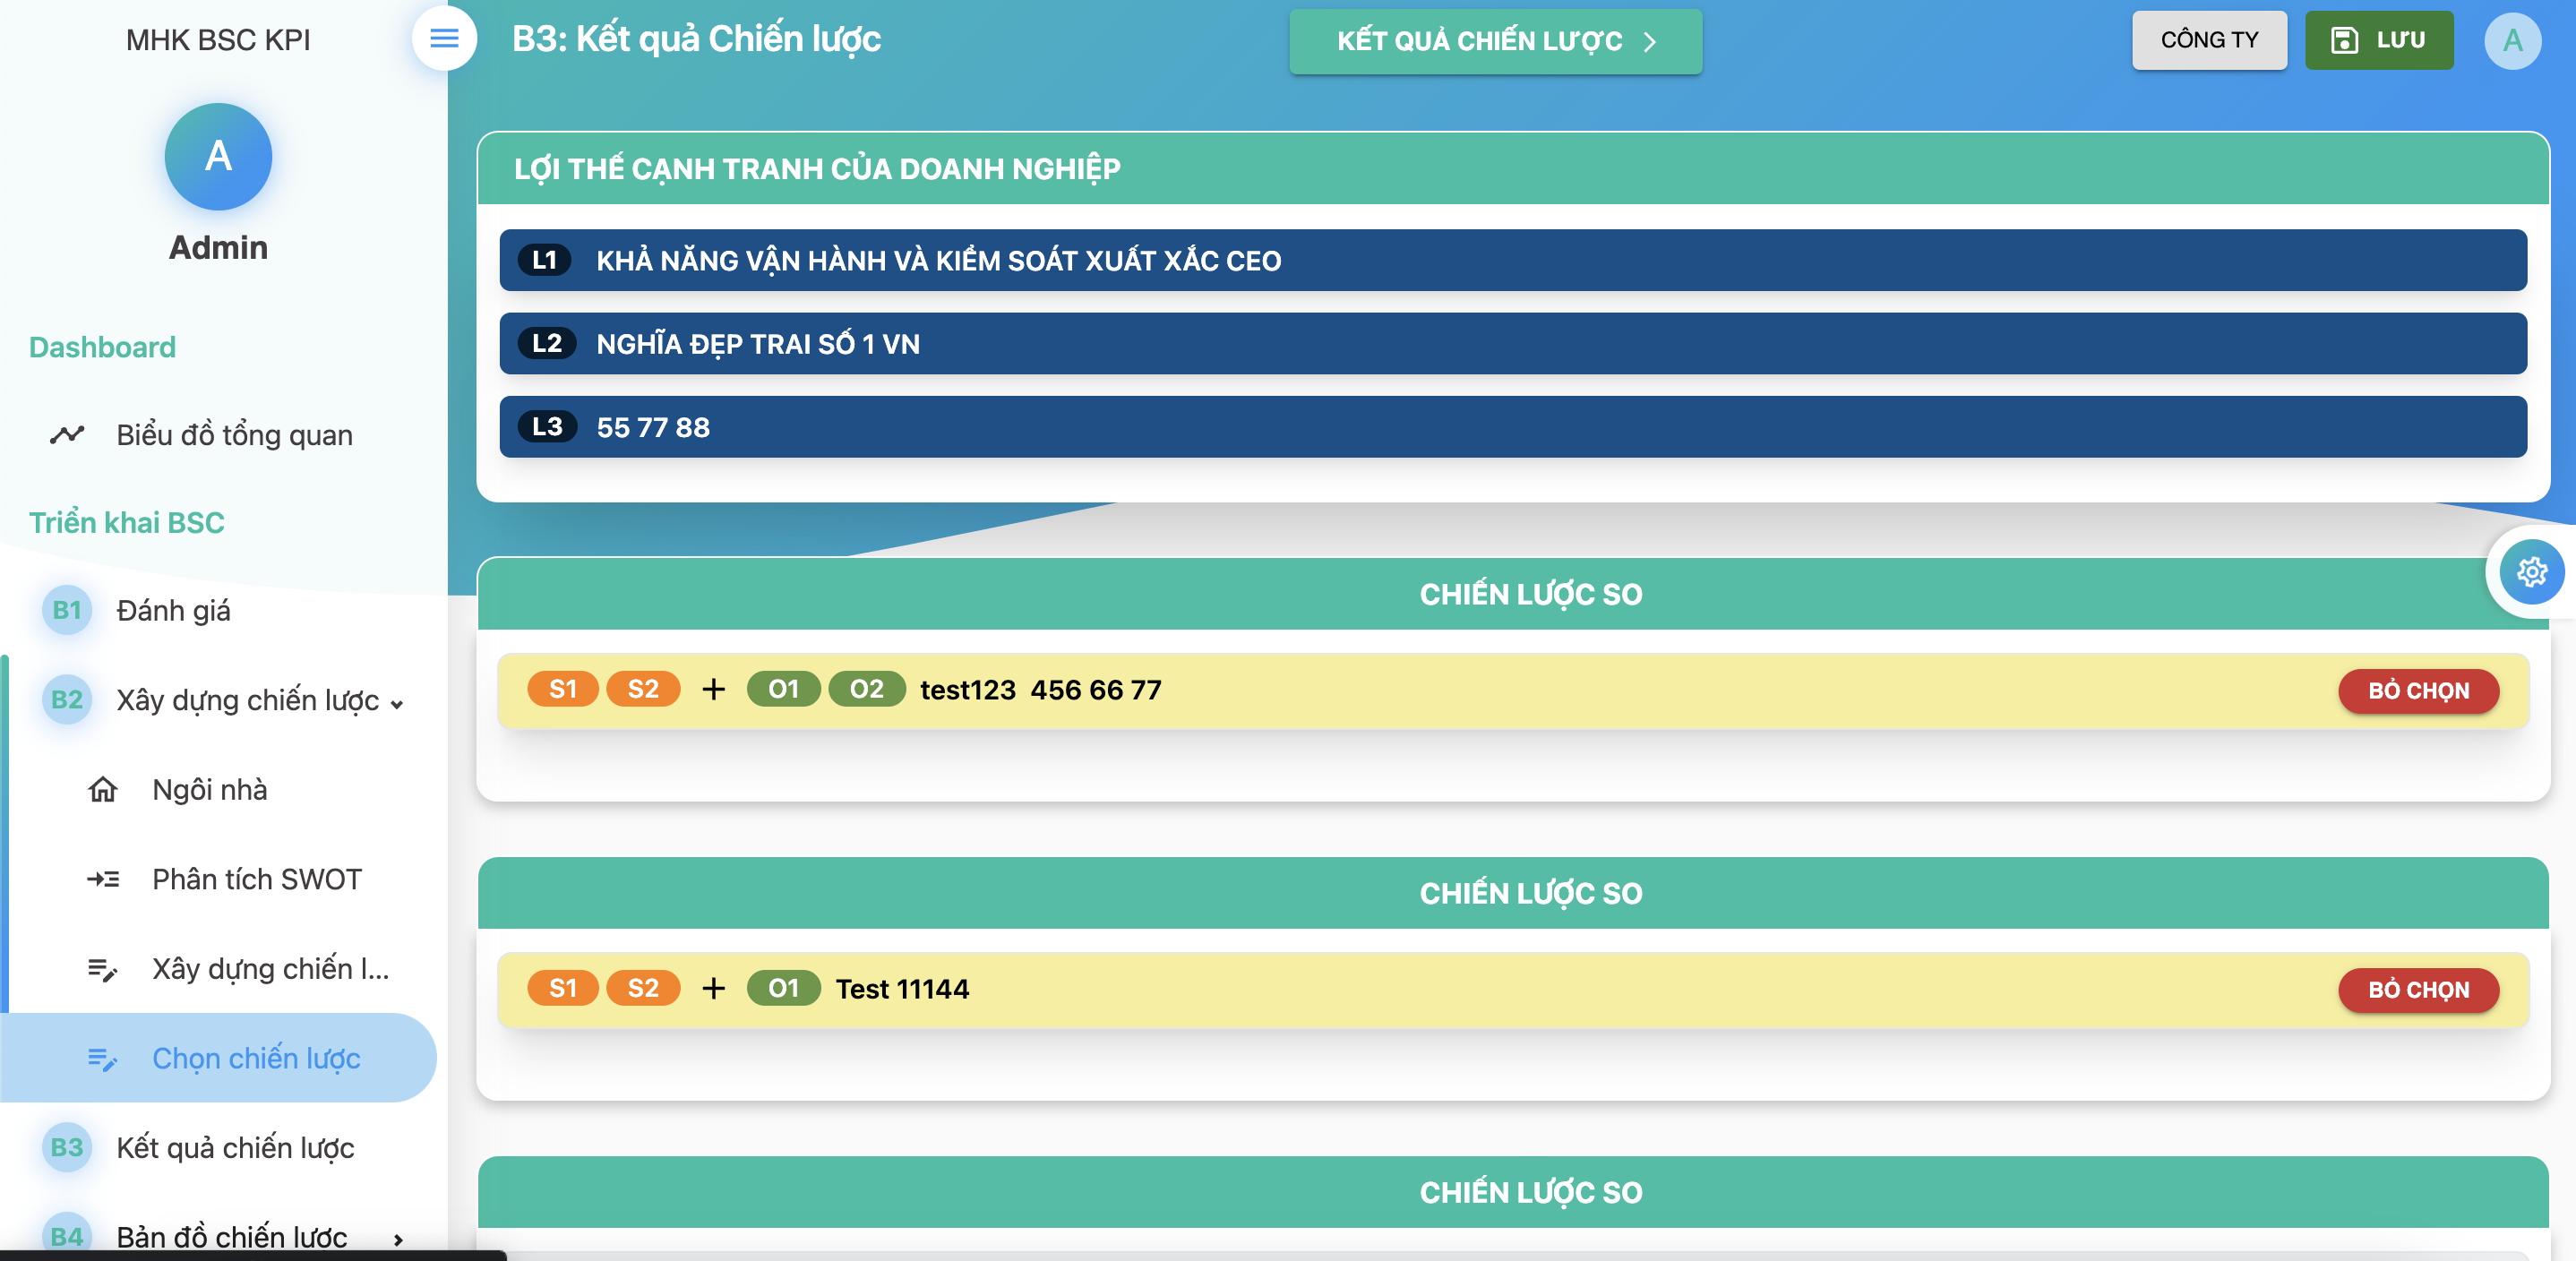 MHK BSC KPI
A
Admin
Dashboard
Biểu đồ tổng quan
Triển khai BSC
B1 Đánh giá
B2 Xây dựng chiến lược
Ngôi nhà
Phân tích SWOT
Xây dựng chiến l...
Chọn chiến lược
B3 Kết quả chiến lược
B4 Bản đồ chiến lược
B3: Kết quả Chiến lược
KẾT QUẢ CHIẾN LƯỢC
CÔNG TY
LƯU
A
LỢI THẾ CẠNH TRANH CỦA DOANH NGHIỆP
L1 KHẢ NĂNG VẬN HÀNH VÀ KIỂM SOÁT XUẤT XẮC CEO
L2 NGHĨA ĐẸP TRAI SỐ 1 VN
L3 55 77 88
CHIẾN LƯỢC SO
S1 S2 + O1 O2 test123 456 66 77 BỎ CHỌN
CHIẾN LƯỢC SO
S1 S2 + O1 Test 11144 BỎ CHỌN
CHIẾN LƯỢC SO